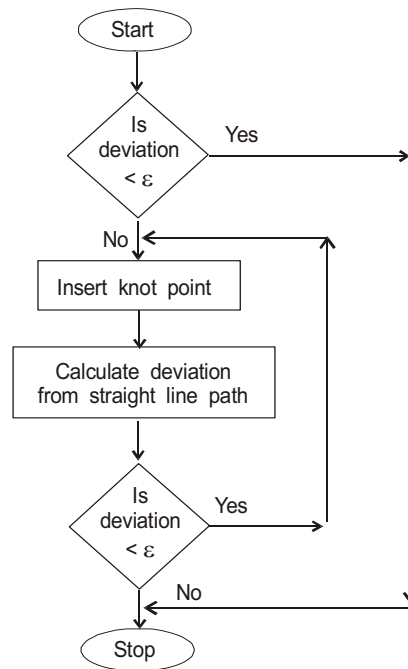 Start
Is
deviation
< ε
Yes
No
Insert knot point
Calculate deviation
from straight line path
Is
deviation
< ε
Yes
No
Stop